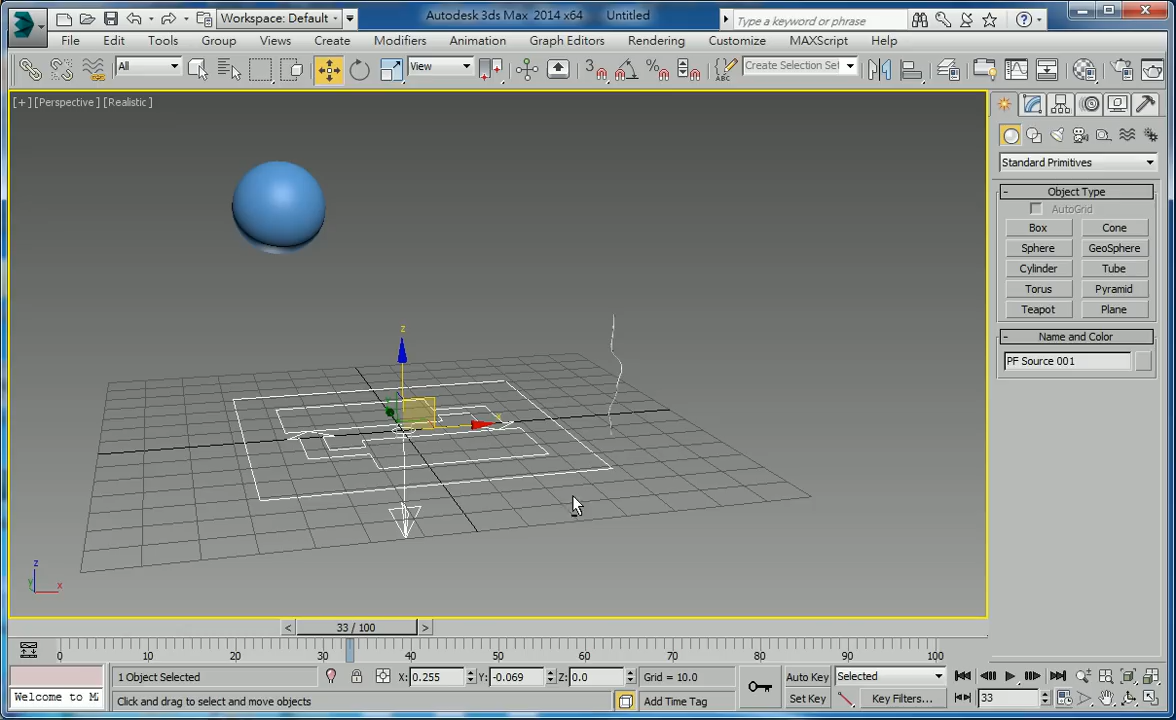 Workspace: Default
Autodesk 3ds Max 2014 x64 Untitled
Type a keyword or phrase
File Edit Tools Group Views Create Modifiers Animation Graph Editors Rendering Customize MAXScript Help
All
View
3
%
ABC
Create Selection Set
[+] [Perspective] [Realistic]
Standard Primitives
- Object Type
AutoGrid
Box Cone
Sphere GeoSphere
Cylinder Tube
Torus Pyramid
Teapot Plane
- Name and Color
PF Source 001
z
x
z
y x
< 33 / 100 >
0 10 20 30 40 50 60 70 80 90 100
1 Object Selected
X: 0.255 Y: -0.069 Z: 0.0 Grid = 10.0
Auto Key Selected
Welcome to M
Click and drag to select and move objects
Add Time Tag
Set Key Key Filters...
33